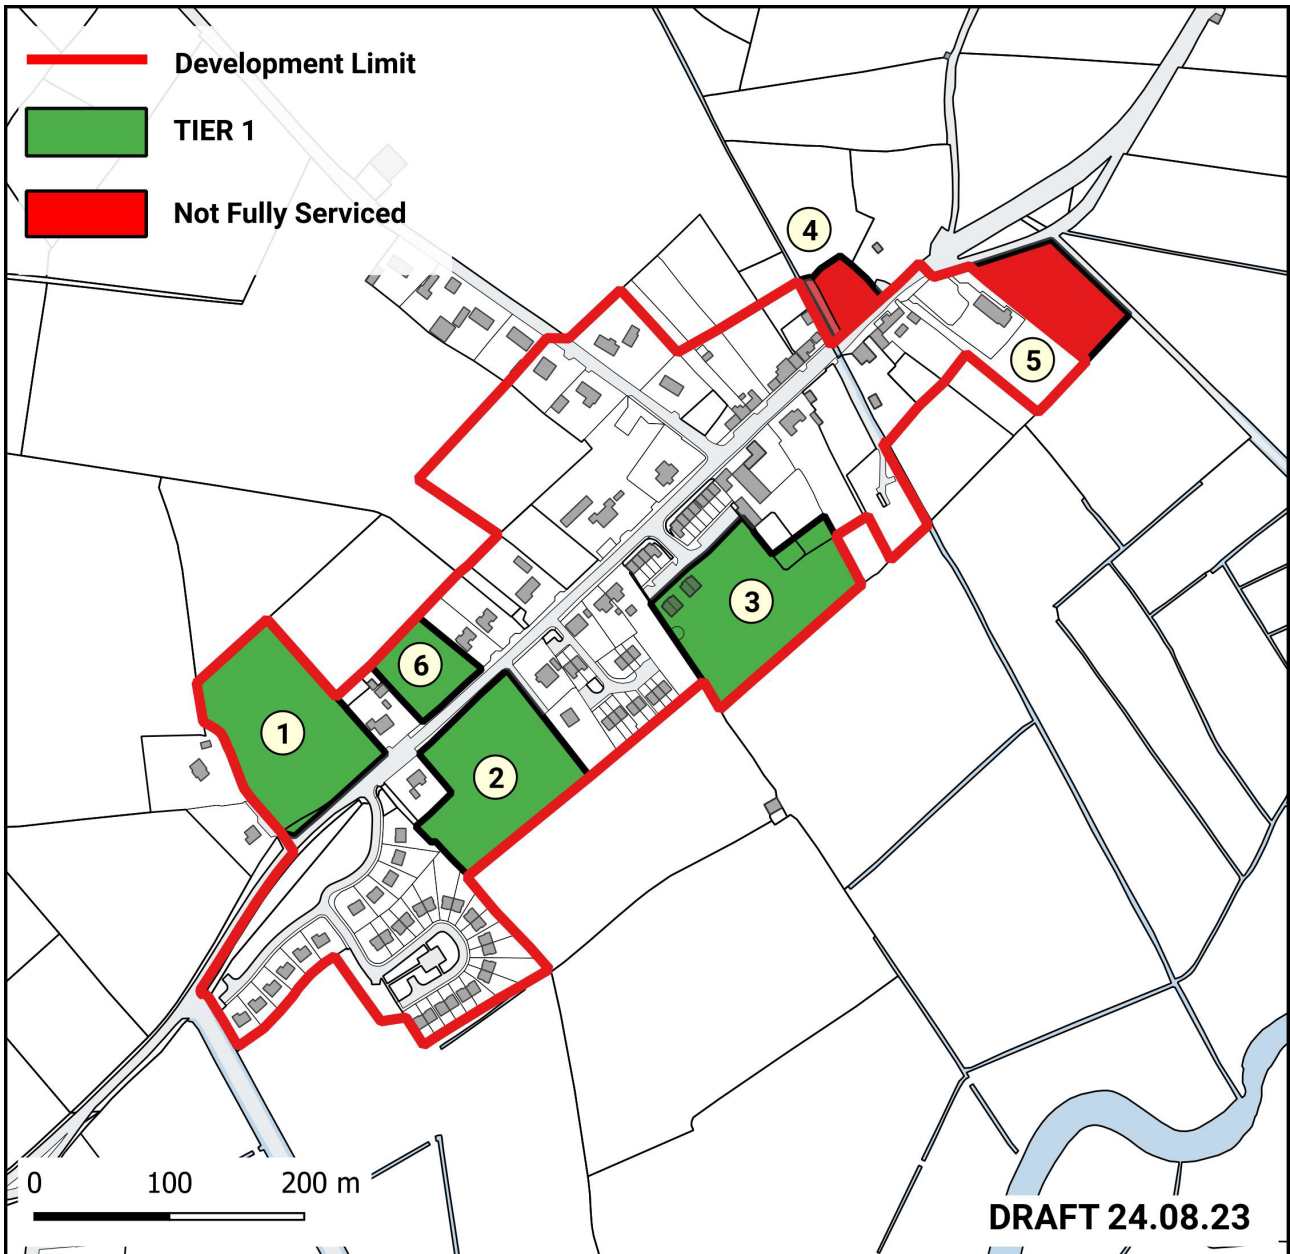 Development Limit
TIER 1
Not Fully Serviced
4
5
3
6
1
2
0 100 200 m
DRAFT 24.08.23